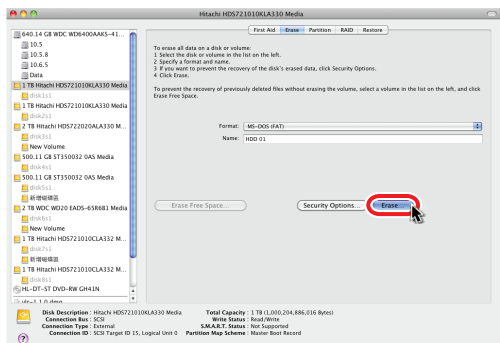 Hitachi HDS721010KLA330 Media
640.14 GB WDC WD6400AAKS-41...
10.5
10.5.8
10.6.5
Data
1 TB Hitachi HDS721010KLA330 Media
disk1s1
1 TB Hitachi HDS721010KLA330 Media
disk2s1
2 TB Hitachi HDS722020ALA330 M...
disk3s1
New Volume
500.11 GB ST350032 0AS Media
disk4s1
500.11 GB ST350032 0AS Media
disk5s1
新增磁碟區
2 TB WDC WD20 EADS-65R6B1 Media
disk6s1
New Volume
1 TB Hitachi HDS721010CLA332 M...
disk7s1
新增磁碟區
1 TB Hitachi HDS721010CLA332 M...
disk8s1
HL-DT-ST DVD-RW GH41N
First Aid Erase Partition RAID Restore
To erase all data on a disk or volume:
1 Select the disk or volume in the list on the left.
2 Specify a format and name.
3 If you want to prevent the recovery of the disk's erased data, click Security Options.
4 Click Erase.
To prevent the recovery of previously deleted files without erasing the volume, select a volume in the list on the left, and click
Erase Free Space.
Format: MS-DOS (FAT)
Name: HDD 01
Erase Free Space... Security Options... Erase...
Disk Description : Hitachi HDS721010KLA330 Media Total Capacity : 1 TB (1,000,204,886,016 Bytes)
Connection Bus : SCSI Write Status : Read/Write
Connection Type : External S.M.A.R.T. Status : Not Supported
Connection ID : SCSI Target ID 15, Logical Unit 0 Partition Map Scheme : Master Boot Record
?